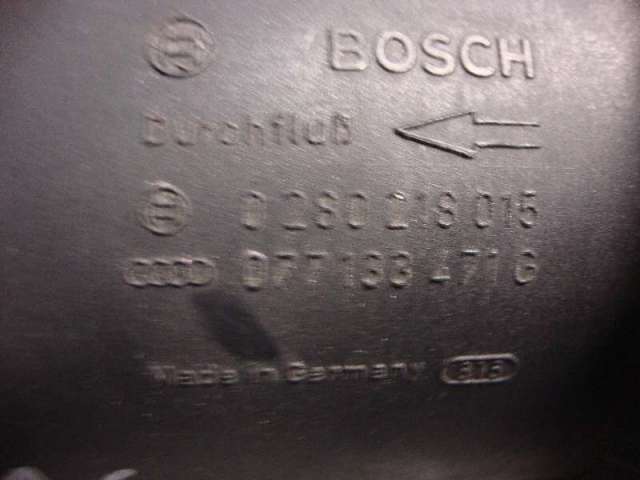 BOSCH
Durchfluß
0 280 218 015
077 133 471 G
Made in Germany